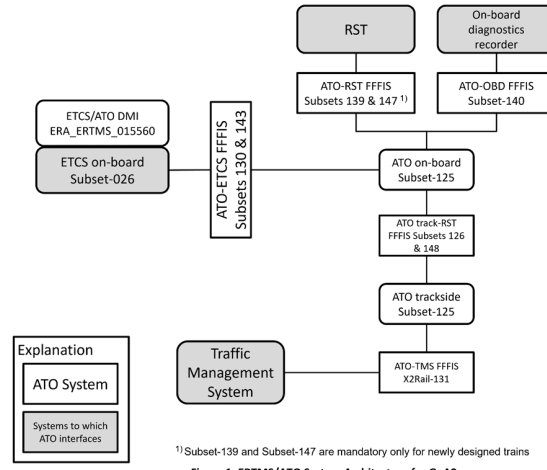 RST
On-board
diagnostics
recorder
ATO-RST FFFIS
Subsets 139 & 147 1)
ATO-OBD FFFIS
Subset-140
ETCS/ATO DMI
ERA_ERTMS_015560
ETCS on-board
Subset-026
ATO-ETCS FFFIS
Subsets 130 & 143
ATO on-board
Subset-125
ATO track-RST
FFFIS Subsets 126
& 148
ATO trackside
Subset-125
Traffic
Management
System
ATO-TMS FFFIS
X2Rail-131
Explanation
ATO System
Systems to which
ATO interfaces
1) Subset-139 and Subset-147 are mandatory only for newly designed trains